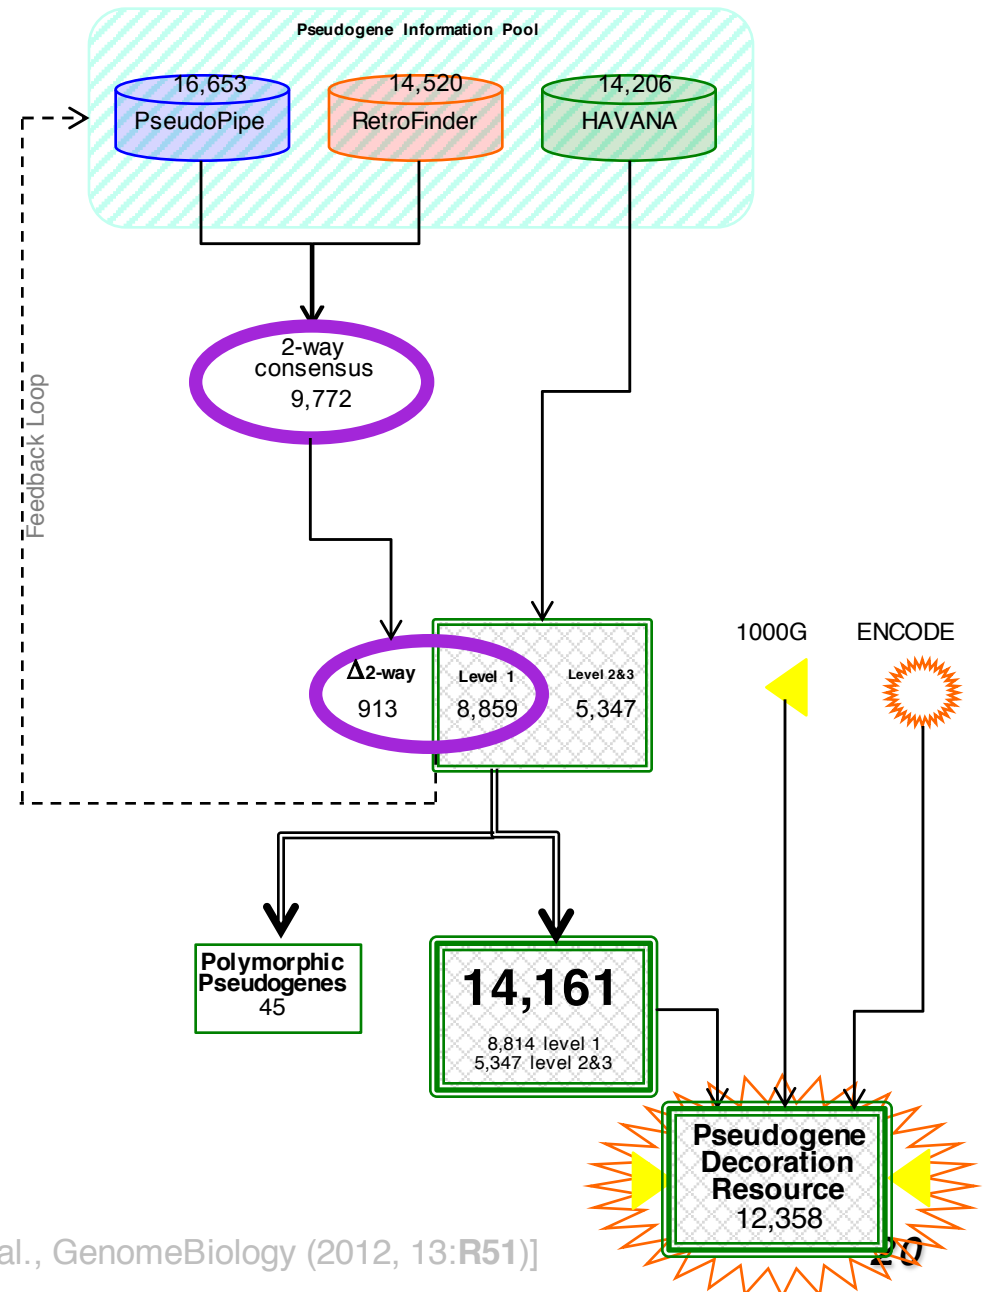 Pseudogene Information Pool
16,653
PseudoPipe
14,520
RetroFinder
14,206
HAVANA
2-way
consensus
9,772
Feedback Loop
Δ2-way
913
Level 1
8,859
Level 2&3
5,347
1000G
ENCODE
Polymorphic
Pseudogenes
45
14,161
8,814 level 1
5,347 level 2&3
Pseudogene
Decoration
Resource
12,358
al., GenomeBiology (2012, 13:R51)]
20